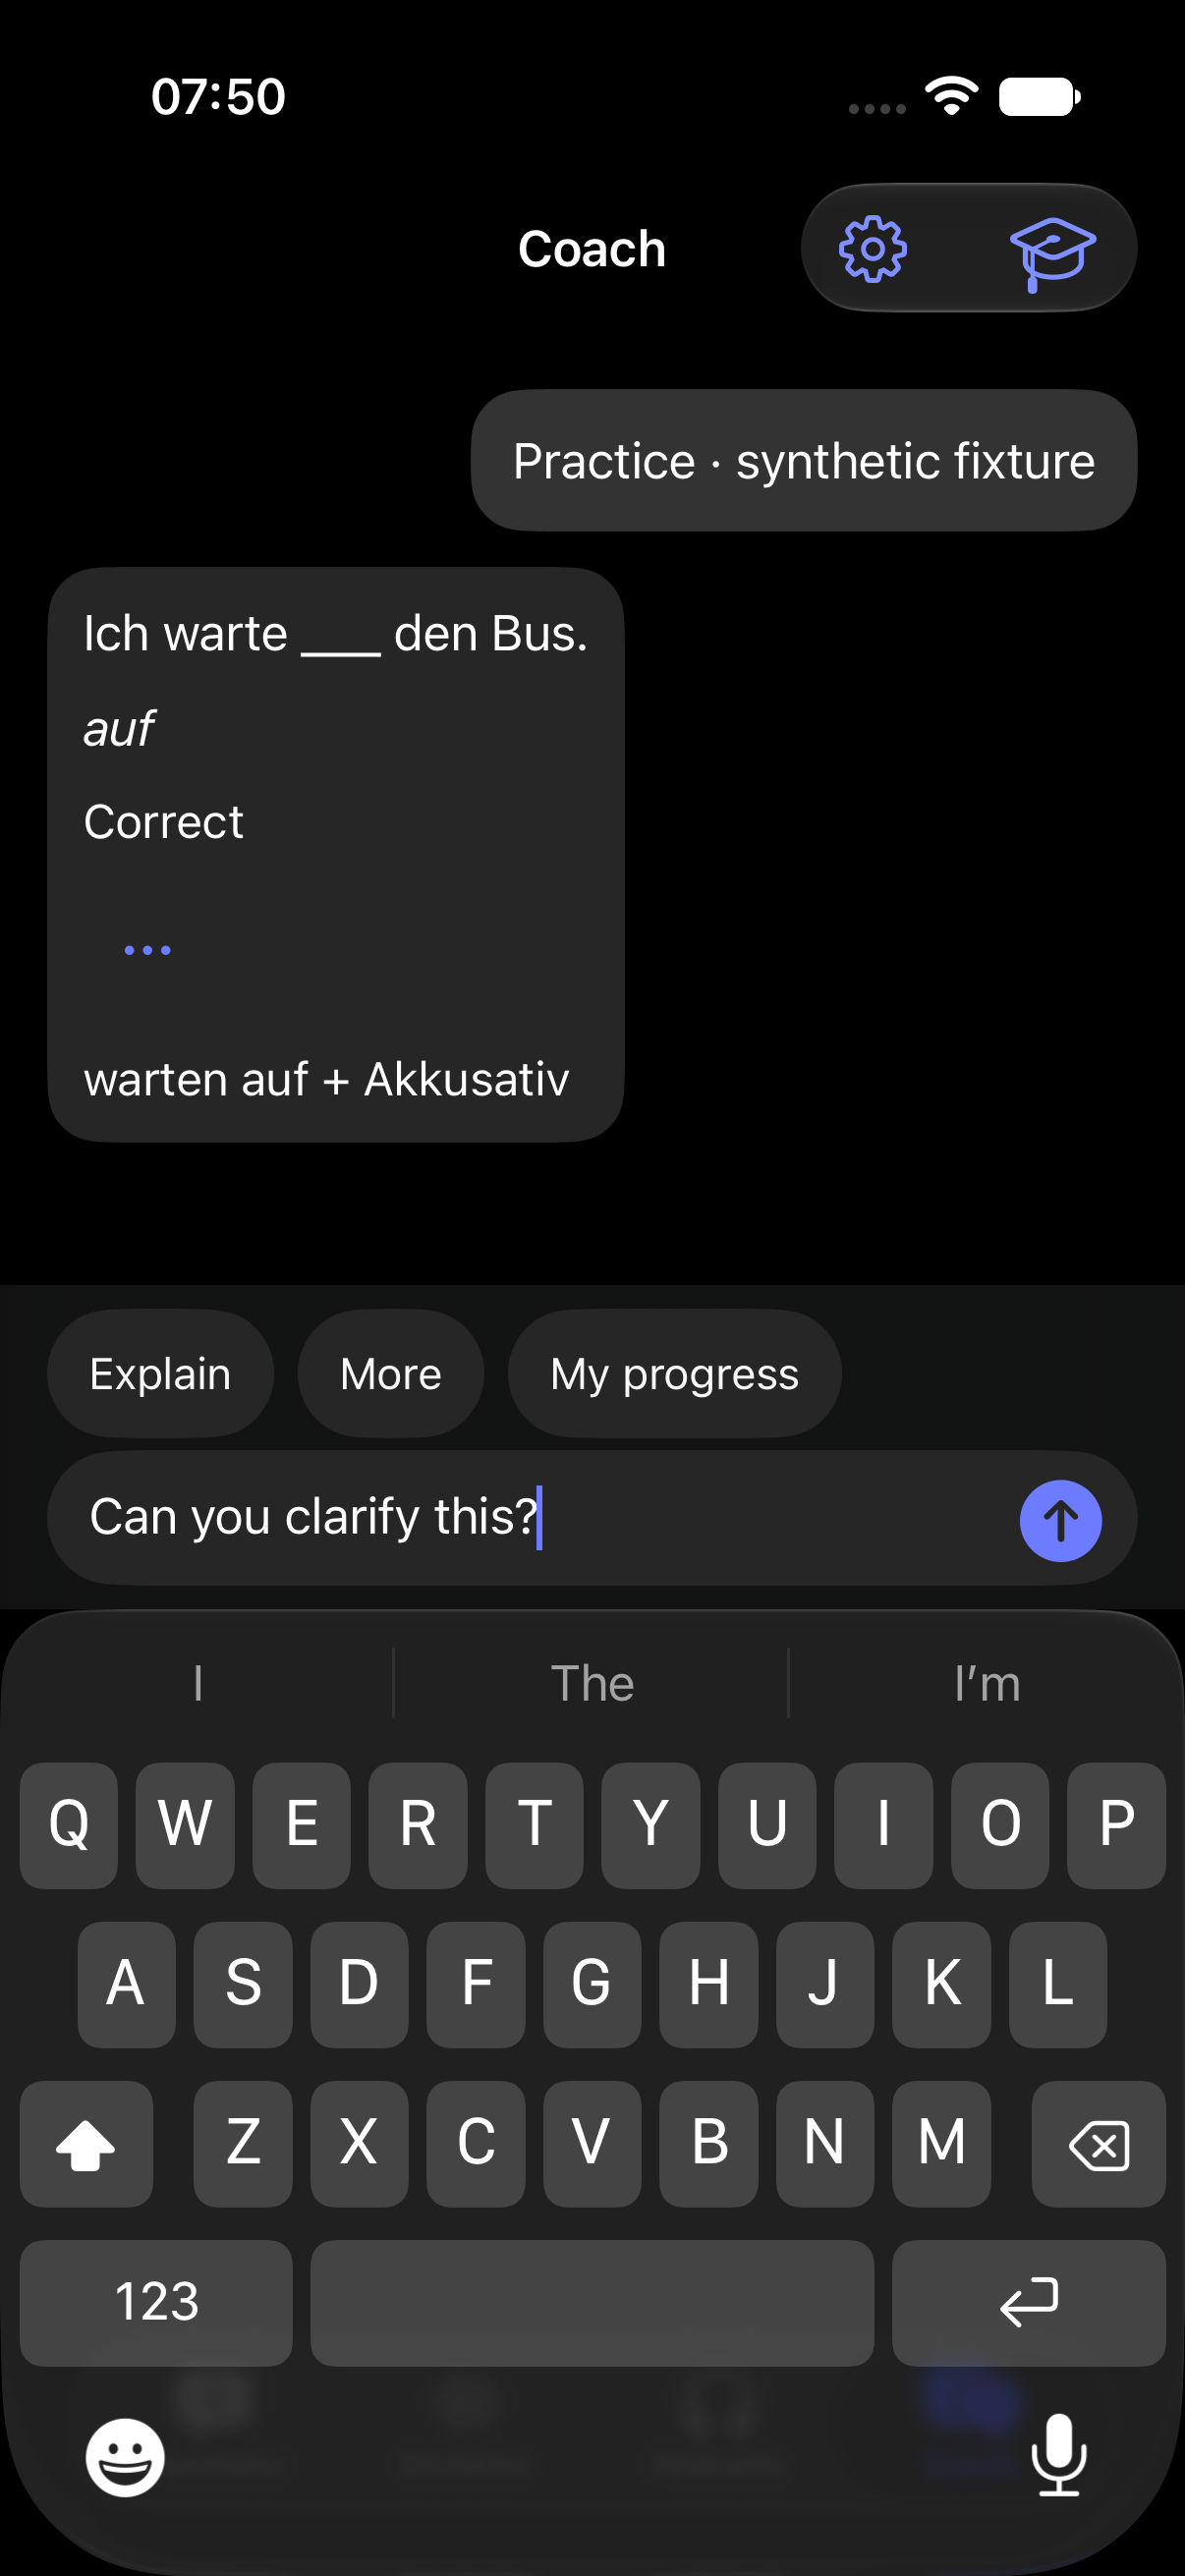 07:50
Coach
Practice · synthetic fixture
Ich warte ____ den Bus.
auf
Correct
...
warten auf + Akkusativ
Explain More My progress
Can you clarify this?
I The I’m
Q W E R T Y U I O P
A S D F G H J K L
Z X C V B N M
123